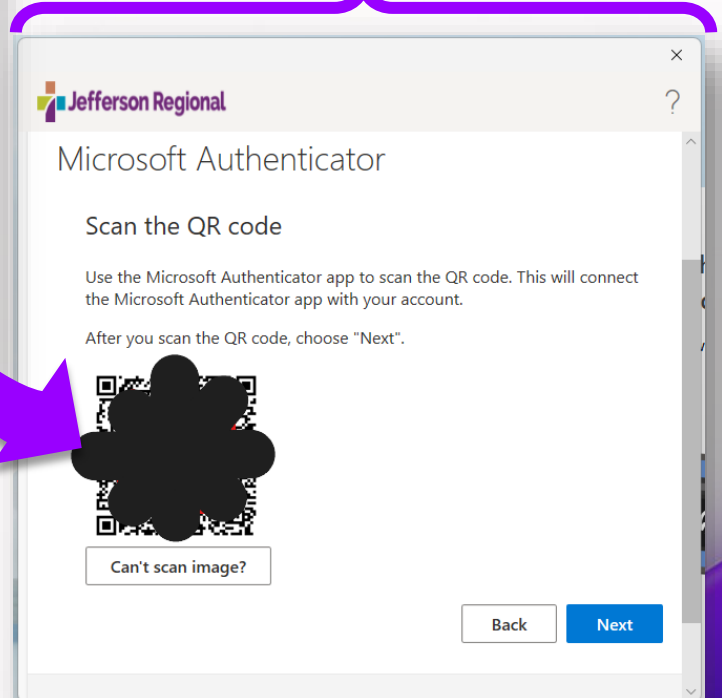 Jefferson Regional
?
Microsoft Authenticator
Scan the QR code
Use the Microsoft Authenticator app to scan the QR code. This will connect
the Microsoft Authenticator app with your account.
After you scan the QR code, choose "Next".
Can't scan image?
Back
Next